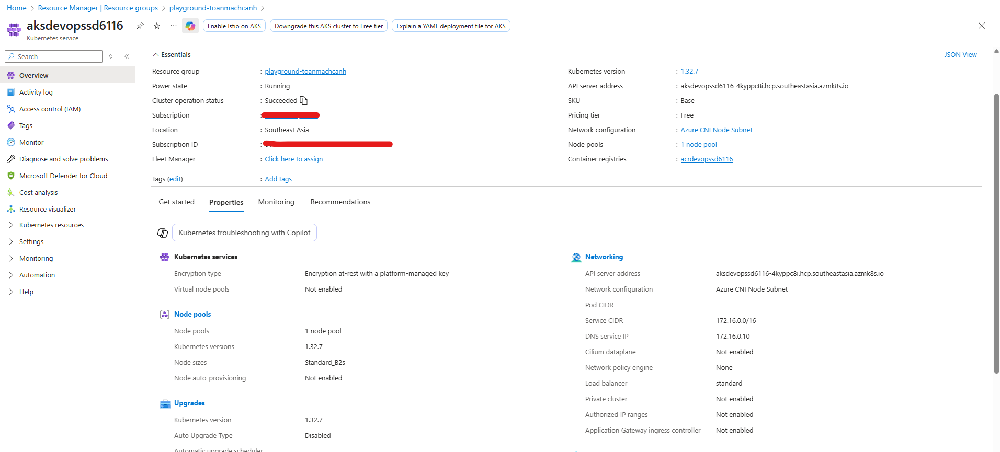 Home > Resource Manager | Resource groups > playground-toanmachcanh >
aksdevopssd6116
Kubernetes service
Enable Istio on AKS
Downgrade this AKS cluster to Free tier
Explain a YAML deployment file for AKS
Search
Overview
Activity log
Access control (IAM)
Tags
Monitor
Diagnose and solve problems
Microsoft Defender for Cloud
Cost analysis
Resource visualizer
Kubernetes resources
Settings
Monitoring
Automation
Help
Essentials
JSON View
Resource group : playground-toanmachcanh
Power state : Running
Cluster operation status : Succeeded
Subscription :
Location : Southeast Asia
Subscription ID :
Fleet Manager : Click here to assign
Kubernetes version : 1.32.7
API server address : aksdevopssd6116-4kyppc8i.hcp.southeastasia.azmk8s.io
SKU : Base
Pricing tier : Free
Network configuration : Azure CNI Node Subnet
Node pools : 1 node pool
Container registries : acrdevopssd6116
Tags (edit) : Add tags
Get started
Properties
Monitoring
Recommendations
Kubernetes troubleshooting with Copilot
Kubernetes services
Encryption type Encryption at-rest with a platform-managed key
Virtual node pools Not enabled
Node pools
Node pools 1 node pool
Kubernetes versions 1.32.7
Node sizes Standard_B2s
Node auto-provisioning Not enabled
Upgrades
Kubernetes version 1.32.7
Auto Upgrade Type Disabled
Automatic upgrade scheduler -
Networking
API server address aksdevopssd6116-4kyppc8i.hcp.southeastasia.azmk8s.io
Network configuration Azure CNI Node Subnet
Pod CIDR -
Service CIDR 172.16.0.0/16
DNS service IP 172.16.0.10
Cilium dataplane Not enabled
Network policy engine None
Load balancer standard
Private cluster Not enabled
Authorized IP ranges Not enabled
Application Gateway ingress controller Not enabled